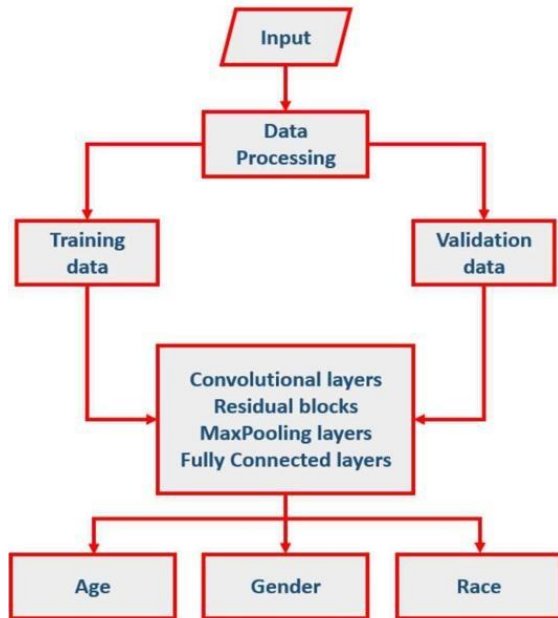 Input
Data
Processing
Training
data
Validation
data
Convolutional layers
Residual blocks
MaxPooling layers
Fully Connected layers
Age
Gender
Race